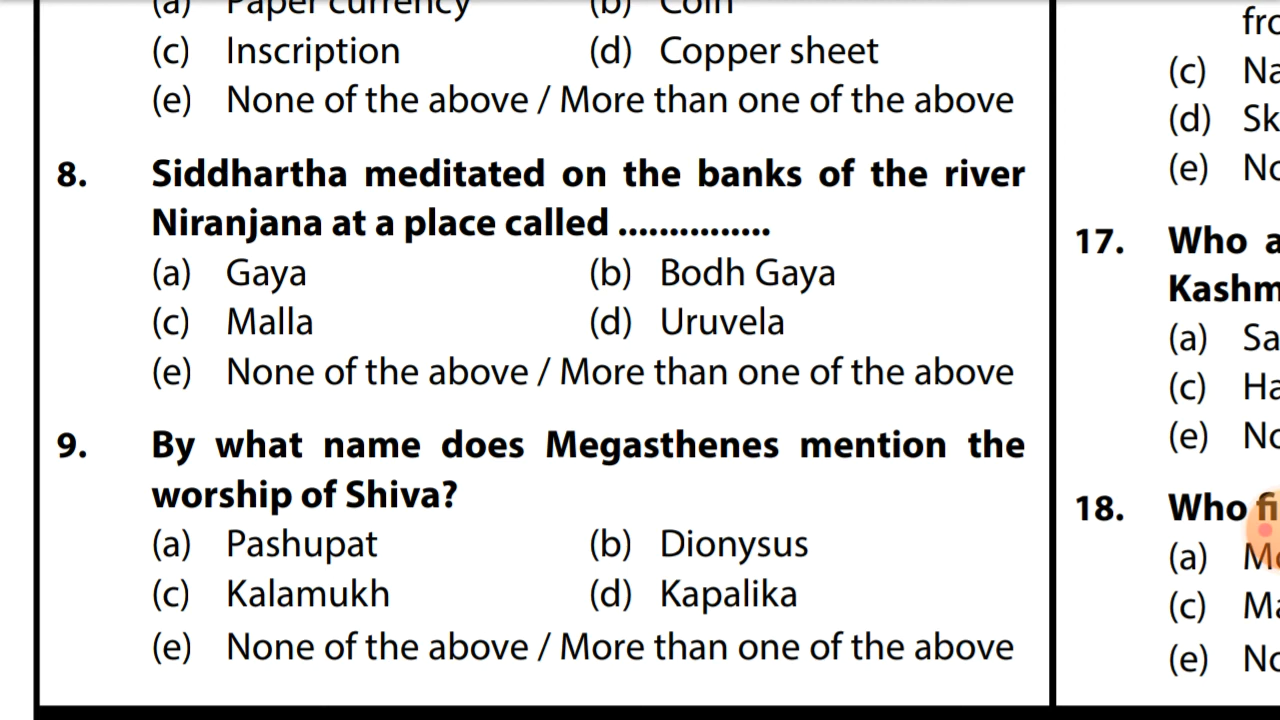 (a) Paper currency (b) Coin
(c) Inscription (d) Copper sheet
(e) None of the above / More than one of the above
8. Siddhartha meditated on the banks of the river
Niranjana at a place called ...............
(a) Gaya (b) Bodh Gaya
(c) Malla (d) Uruvela
(e) None of the above / More than one of the above
9. By what name does Megasthenes mention the
worship of Shiva?
(a) Pashupat (b) Dionysus
(c) Kalamukh (d) Kapalika
(e) None of the above / More than one of the above
(c)
(d)
(e)
17. Who
(a)
(c)
(e)
18. Who
(a)
(c)
(e)